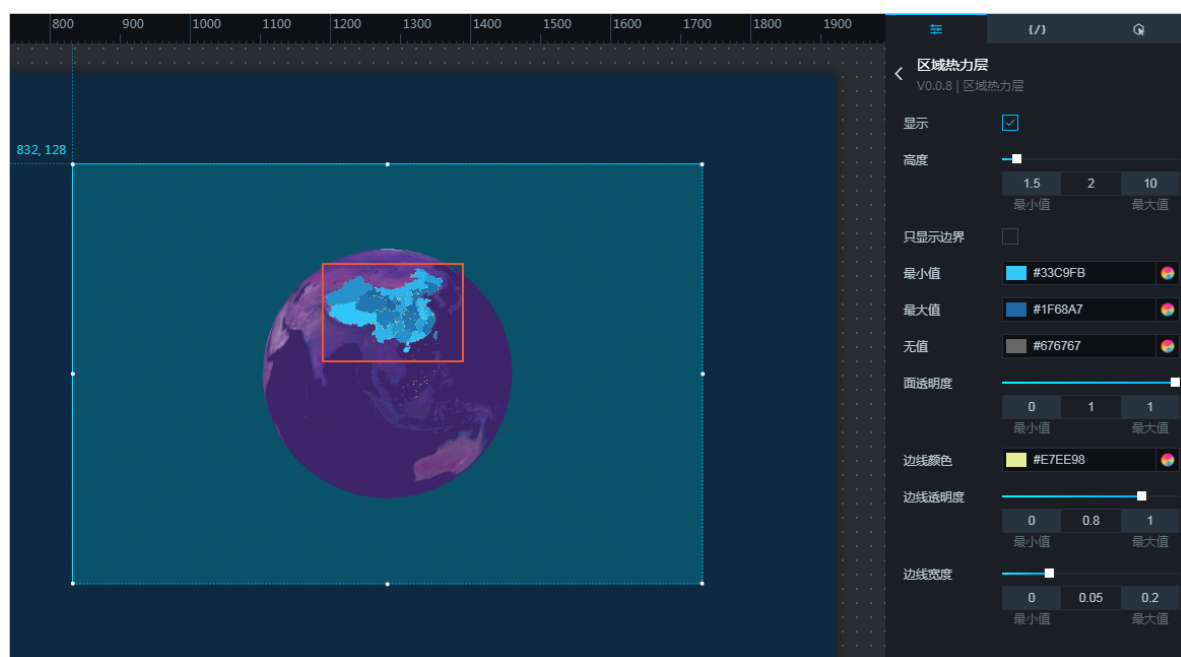 800 900 1000 1100 1200 1300 1400 1500 1600 1700 1800 1900
{/}
区域热力层
V0.0.8 | 区域热力层
832, 128
显示
高度
1.5 2 10
最小值 最大值
只显示边界
最小值 #33C9FB
最大值 #1F68A7
无值 #676767
面透明度
0 1 1
最小值 最大值
边线颜色 #E7EE98
边线透明度
0 0.8 1
最小值 最大值
边线宽度
0 0.05 0.2
最小值 最大值